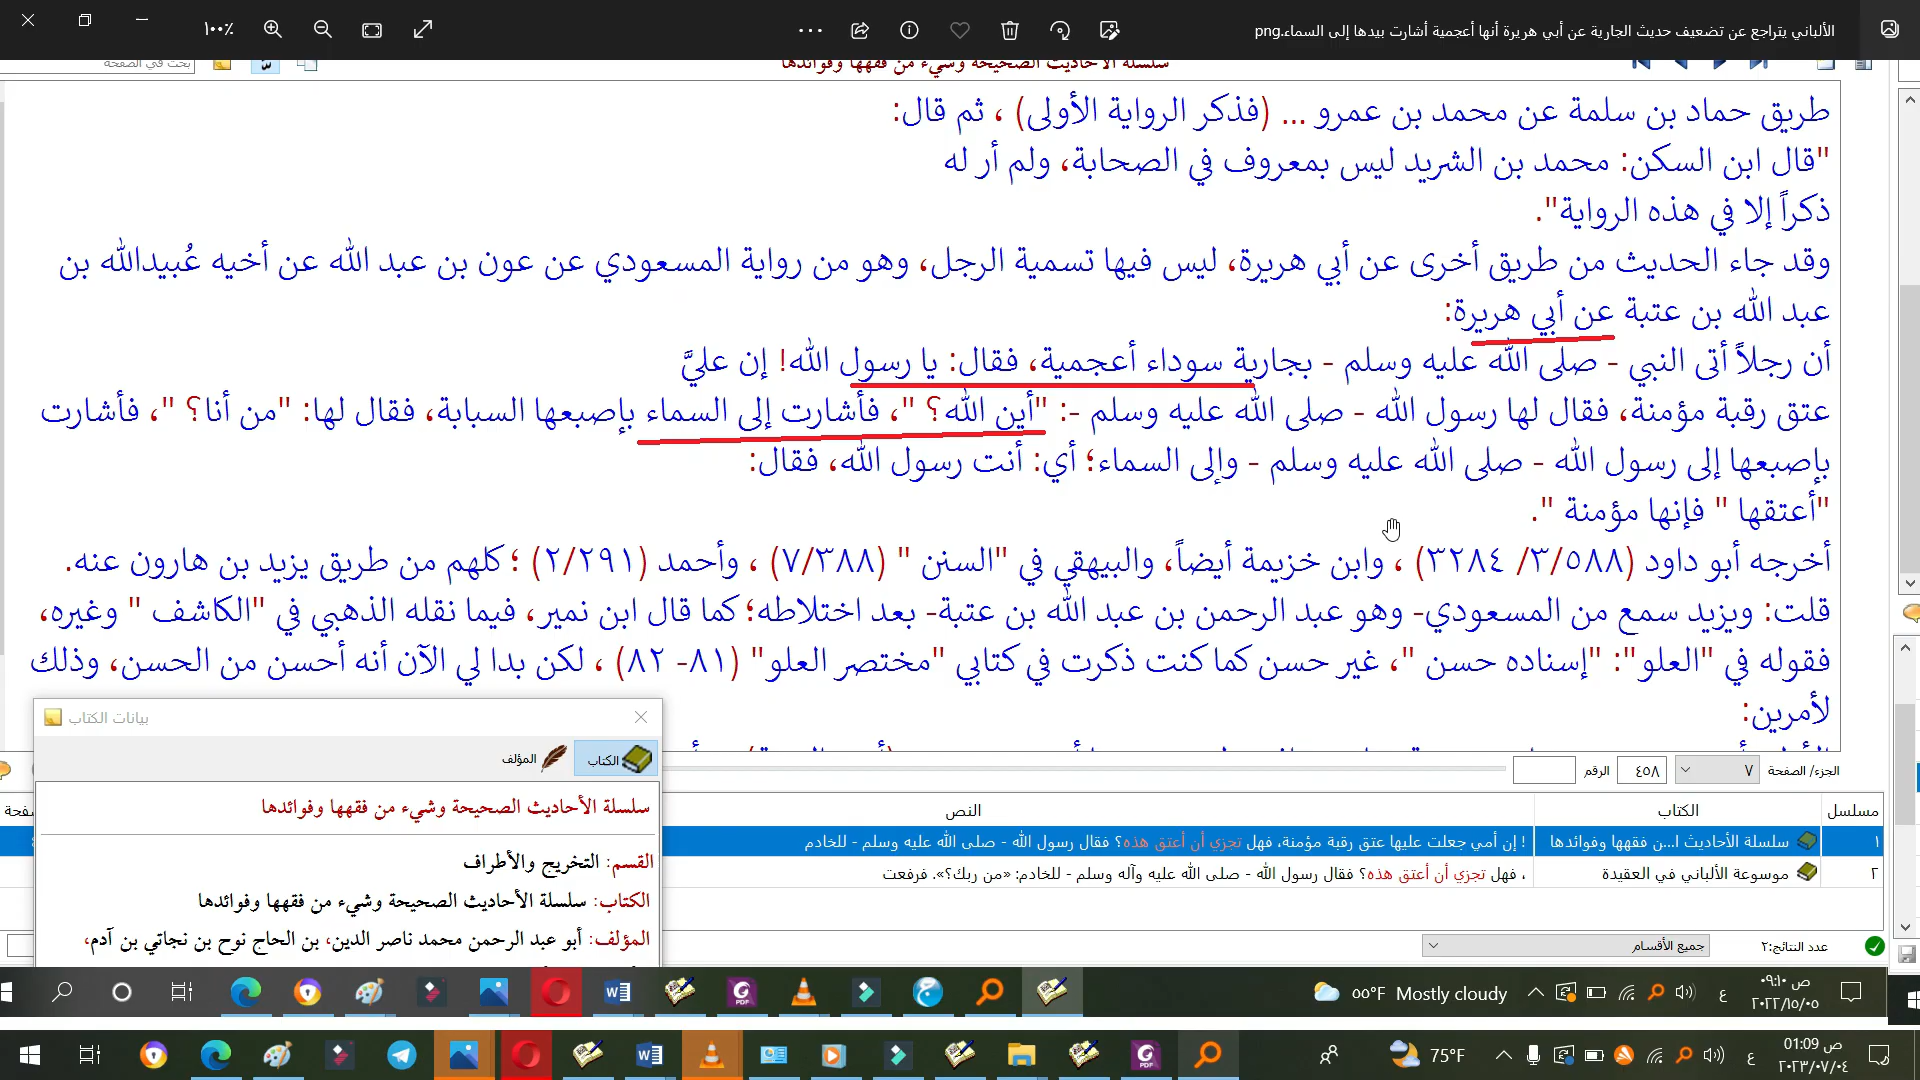 ١٠٠٪
الألباني يتراجع عن تضعيف حديث الجارية عن أبي هريرة أنها أعجمية أشارت بيدها إلى السماء.png
بحث في الصفحة
سلسلة الأحاديث الصحيحة وشيء من فقهها وفوائدها
طريق حماد بن سلمة عن محمد بن عمرو ... (فذكر الرواية الأولى) ، ثم قال:
"قال ابن السكن: محمد بن الشريد ليس بمعروف في الصحابة، ولم أر له
ذكراً إلا في هذه الرواية".
وقد جاء الحديث من طريق أخرى عن أبي هريرة، ليس فيها تسمية الرجل، وهو من رواية المسعودي عن عون بن عبد الله عن أخيه عُبيدالله بن
عبد الله بن عتبة عن أبي هريرة:
أن رجلاً أتى النبي - صلى الله عليه وسلم - بجارية سوداء أعجمية، فقال: يا رسول الله! إن عليَّ
عتق رقبة مؤمنة، فقال لها رسول الله - صلى الله عليه وسلم -: "أين الله؟ "، فأشارت إلى السماء بإصبعها السبابة، فقال لها: "من أنا؟ "، فأشارت
بإصبعها إلى رسول الله - صلى الله عليه وسلم - وإلى السماء؛ أي: أنت رسول الله، فقال:
"أعتقها " فإنها مؤمنة ".
أخرجه أبو داود (٣/٥٨٨/ ٣٢٨٤) ، وابن خزيمة أيضاً، والبيهقي في "السنن " (٧/٣٨٨) ، وأحمد (٢/٢٩١) ؛ كلهم من طريق يزيد بن هارون عنه.
قلت: ويزيد سمع من المسعودي- وهو عبد الرحمن بن عبد الله بن عتبة- بعد اختلاطه؛ كما قال ابن نمير، فيما نقله الذهبي في "الكاشف " وغيره،
فقوله في "العلو": "إسناده حسن "، غير حسن كما كنت ذكرت في كتابي "مختصر العلو" (٨١- ٨٢) ، لكن بدا لي الآن أنه أحسن من الحسن، وذلك
لأمرين:
بيانات الكتاب
الكتاب
المؤلف
سلسلة الأحاديث الصحيحة وشيء من فقهها وفوائدها
القسم: التخريج والأطراف
الكتاب: سلسلة الأحاديث الصحيحة وشيء من فقهها وفوائدها
المؤلف: أبو عبد الرحمن محمد ناصر الدين، بن الحاج نوح بن نجاتي بن آدم،
الجزء/ الصفحة ٧ ٤٥٨ الرقم
مسلسل الكتاب النص
١ سلسلة الأحاديث ا...ن فقهها وفوائدها ! إن أمي جعلت عليها عتق رقبة مؤمنة، فهل تجزي أن أعتق هذه؟ فقال رسول الله - صلى الله عليه وسلم - للخادم
٢ موسوعة الألباني في العقيدة ، فهل تجزي أن أعتق هذه؟ فقال رسول الله - صلى الله عليه وآله وسلم - للخادم: «من ربك؟». فرفعت
عدد النتائج:٢ جميع الأقسام
٥٥°F Mostly cloudy
ع
ص ٠٩:١٠
٢٠٢٢/١٥/٠٥
75°F
ع
ص 01:09
٢٠٢٣/٠٧/٠٤